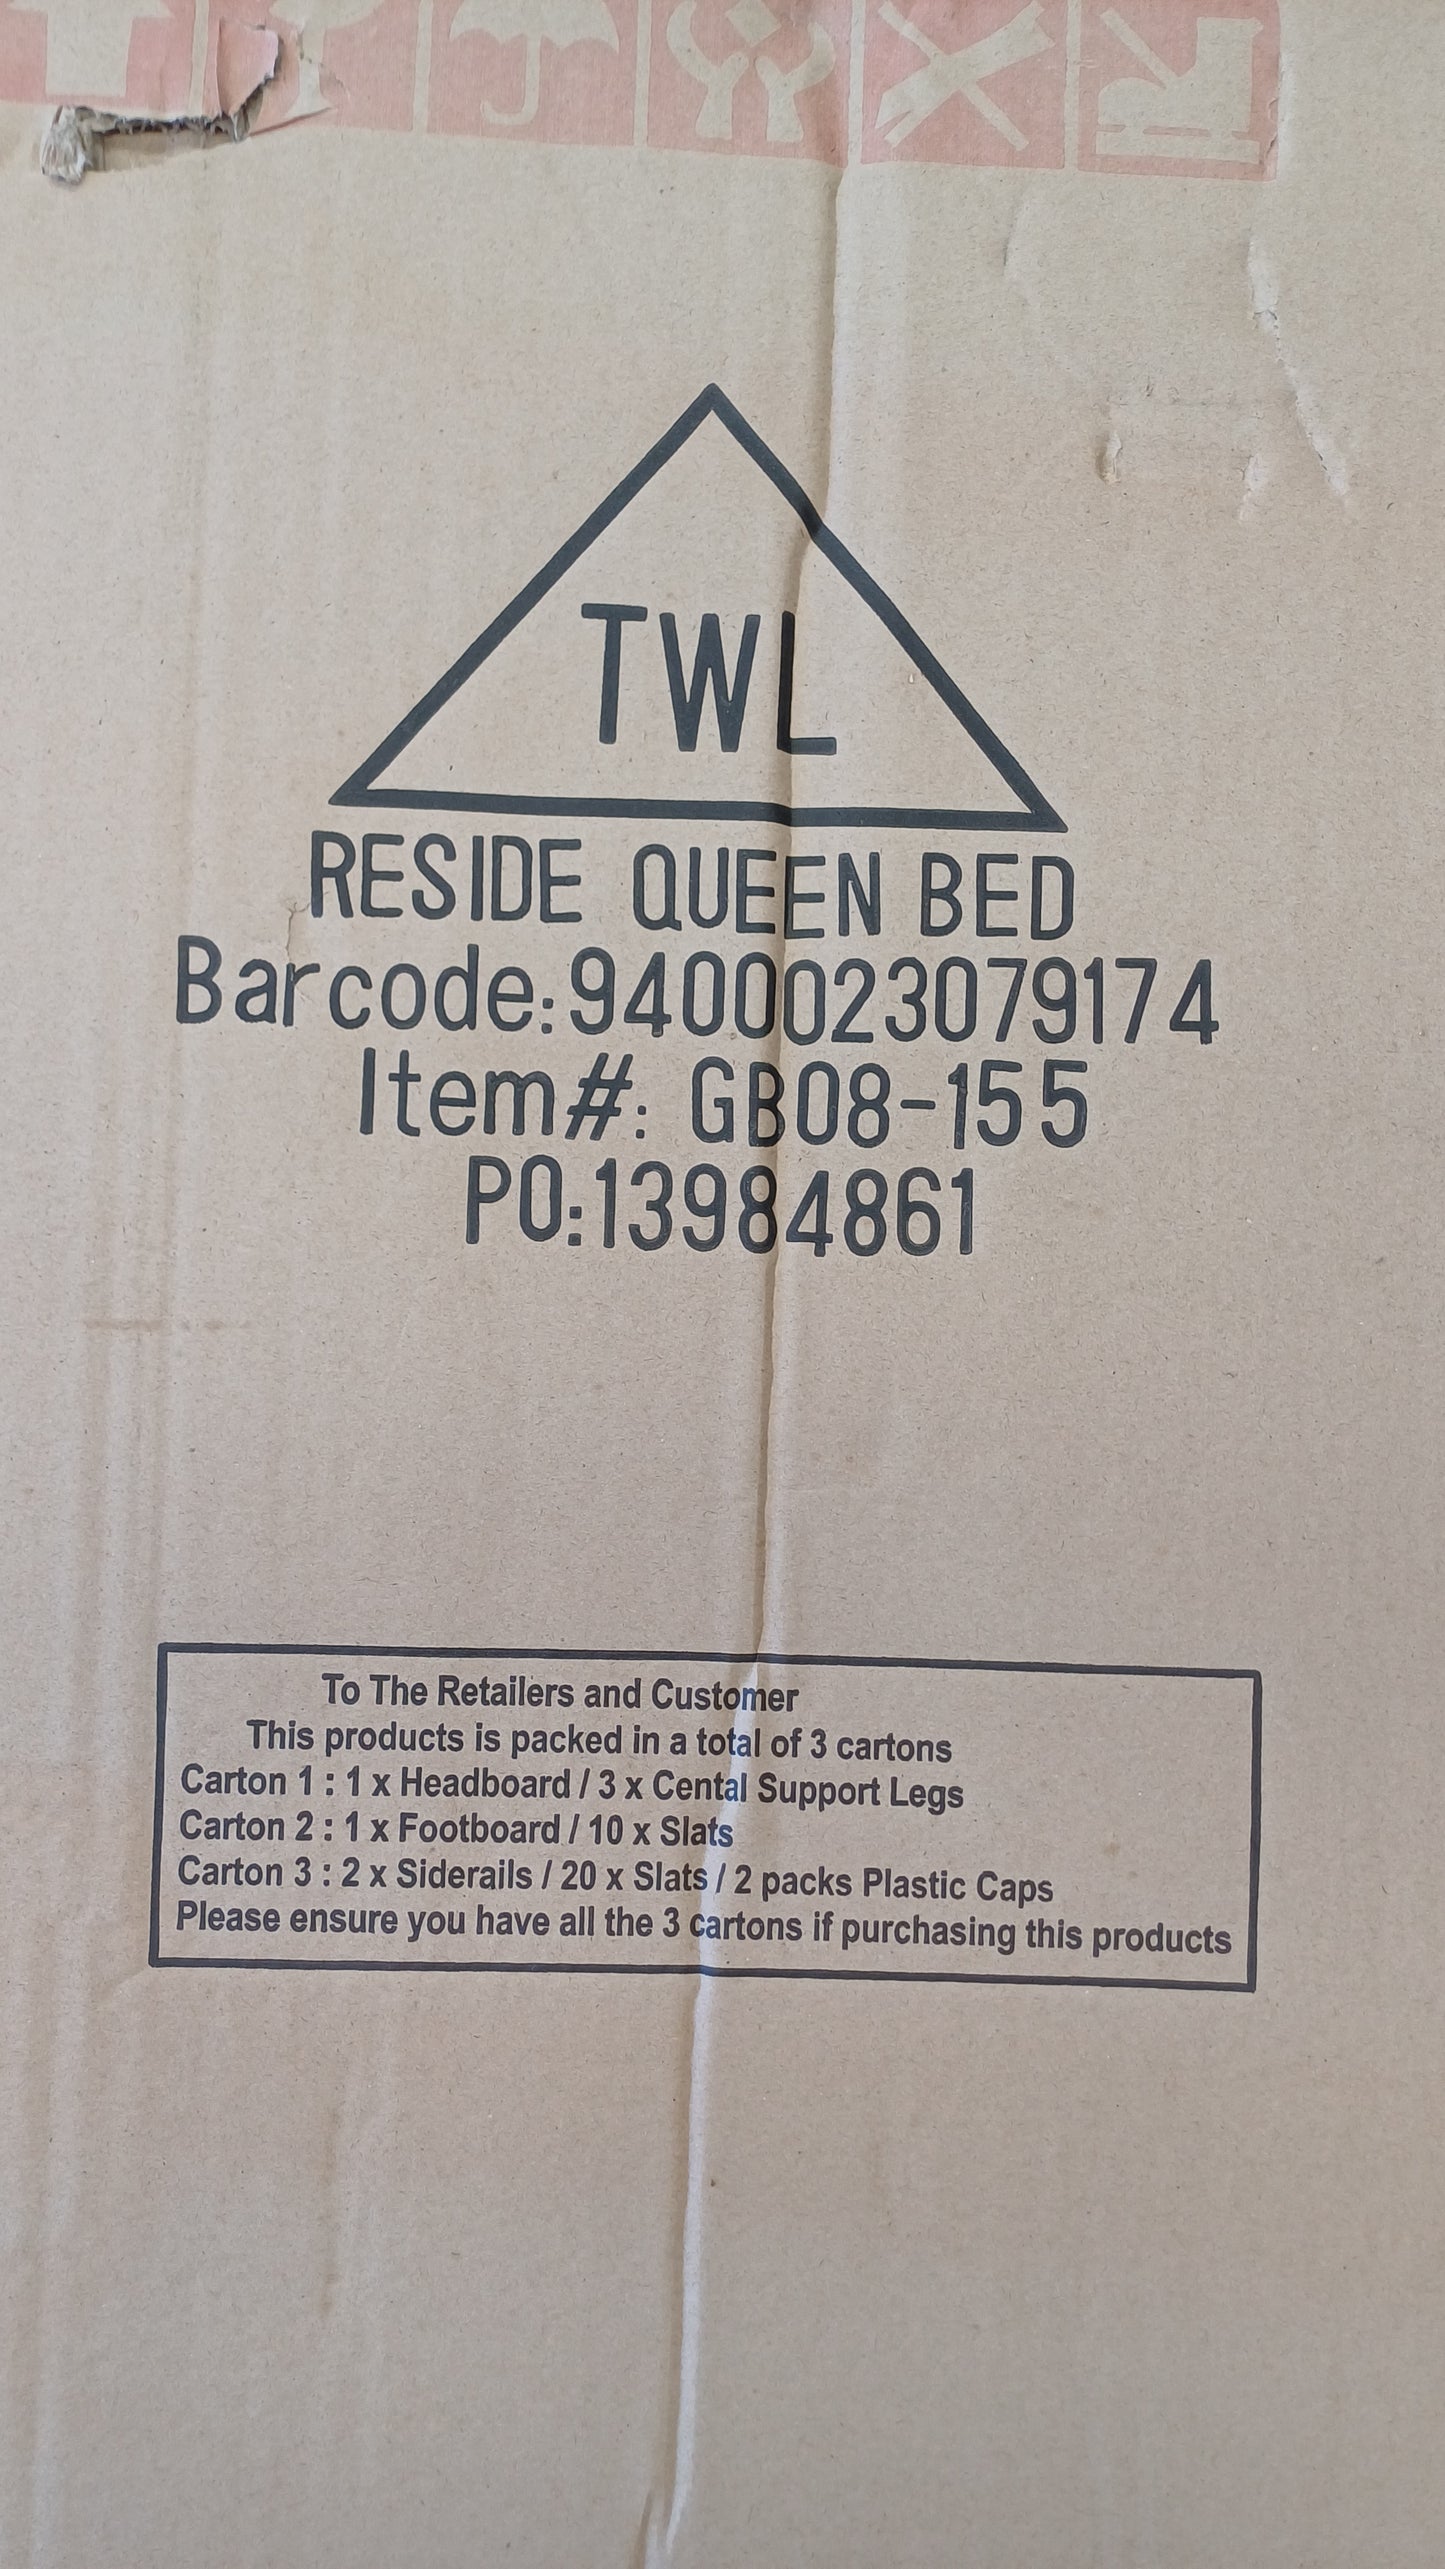 TWL
RESIDE QUEEN BED
Barcode:9400023079174
Item#: GB08-155
PO:13984861
To The Retailers and Customer
This products is packed in a total of 3 cartons
Carton 1 : 1 x Headboard / 3 x Cental Support Legs
Carton 2 : 1 x Footboard / 10 x Slats
Carton 3 : 2 x Siderails / 20 x Slats / 2 packs Plastic Caps
Please ensure you have all the 3 cartons if purchasing this products